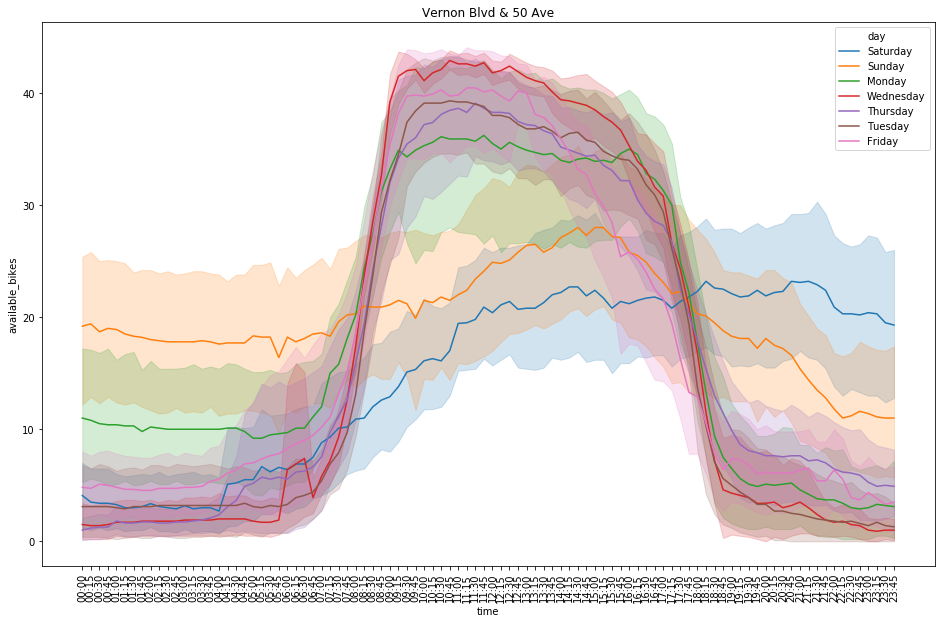 Vernon Blvd & 50 Ave
day
Saturday
Sunday
Monday
Wednesday
Thursday
Tuesday
Friday
available_bikes
40
30
20
10
0
00:00 00:15 00:30 00:45 01:00 01:15 01:30 01:45 02:00 02:15 02:30 02:45 03:00 03:15 03:30 03:45 04:00 04:15 04:30 04:45 05:00 05:15 05:30 05:45 06:00 06:15 06:30 06:45 07:00 07:15 07:30 07:45 08:00 08:15 08:30 08:45 09:00 09:15 09:30 09:45 10:00 10:15 10:30 10:45 11:00 11:15 11:30 11:45 12:00 12:15 12:30 12:45 13:00 13:15 13:30 13:45 14:00 14:15 14:30 14:45 15:00 15:15 15:30 15:45 16:00 16:15 16:30 16:45 17:00 17:15 17:30 17:45 18:00 18:15 18:30 18:45 19:00 19:15 19:30 19:45 20:00 20:15 20:30 20:45 21:00 21:15 21:30 21:45 22:00 22:15 22:30 22:45 23:00 23:15 23:30 23:45
time